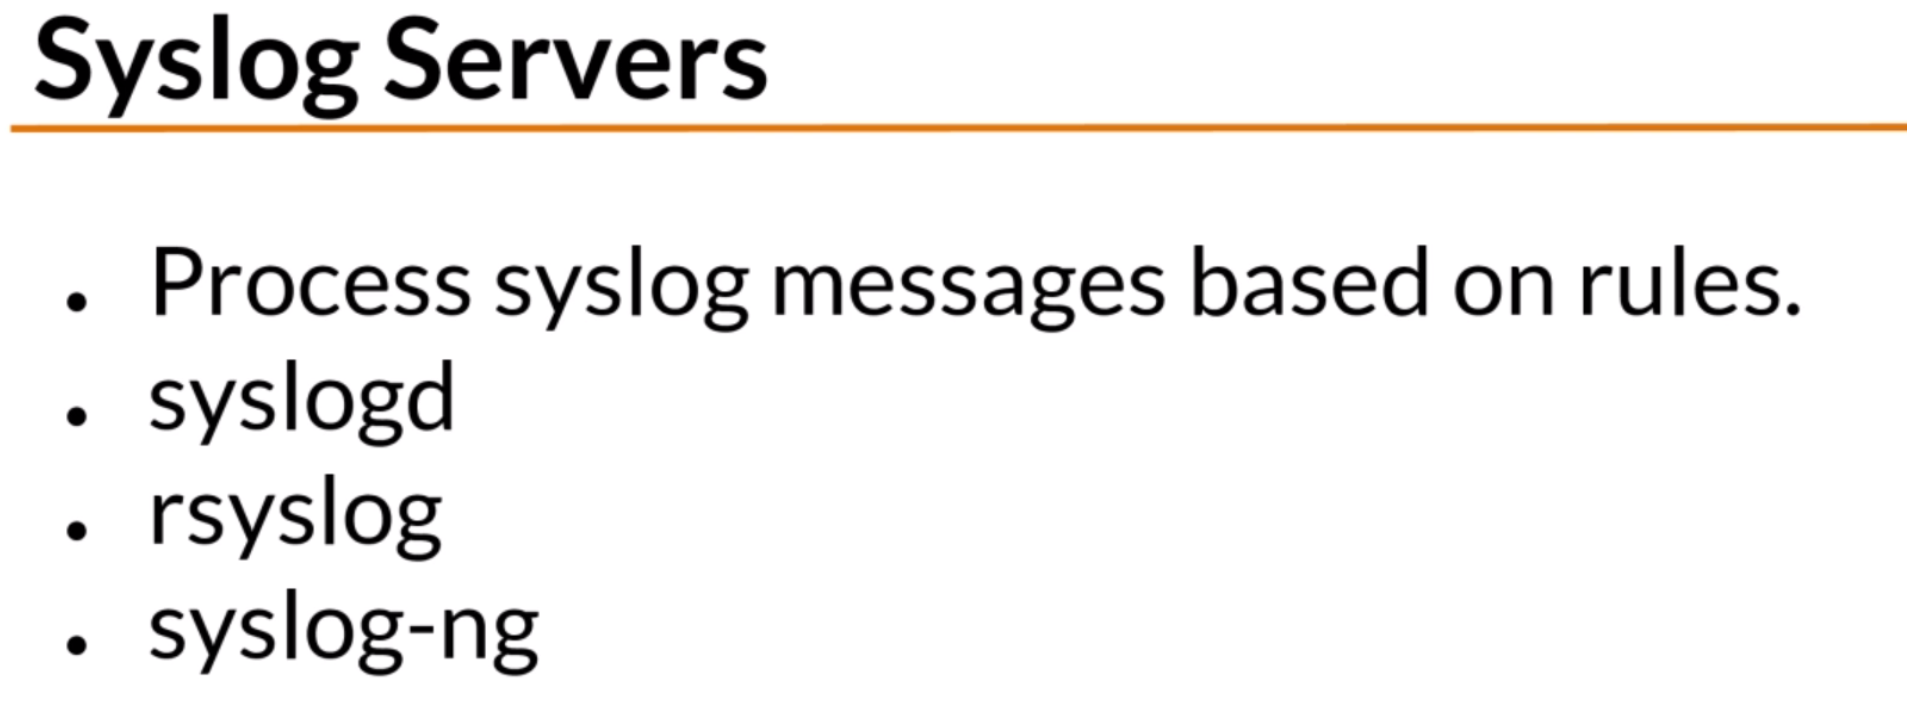 Syslog Servers
• Process syslog messages based on rules.
• syslogd
• rsyslog
• syslog-ng